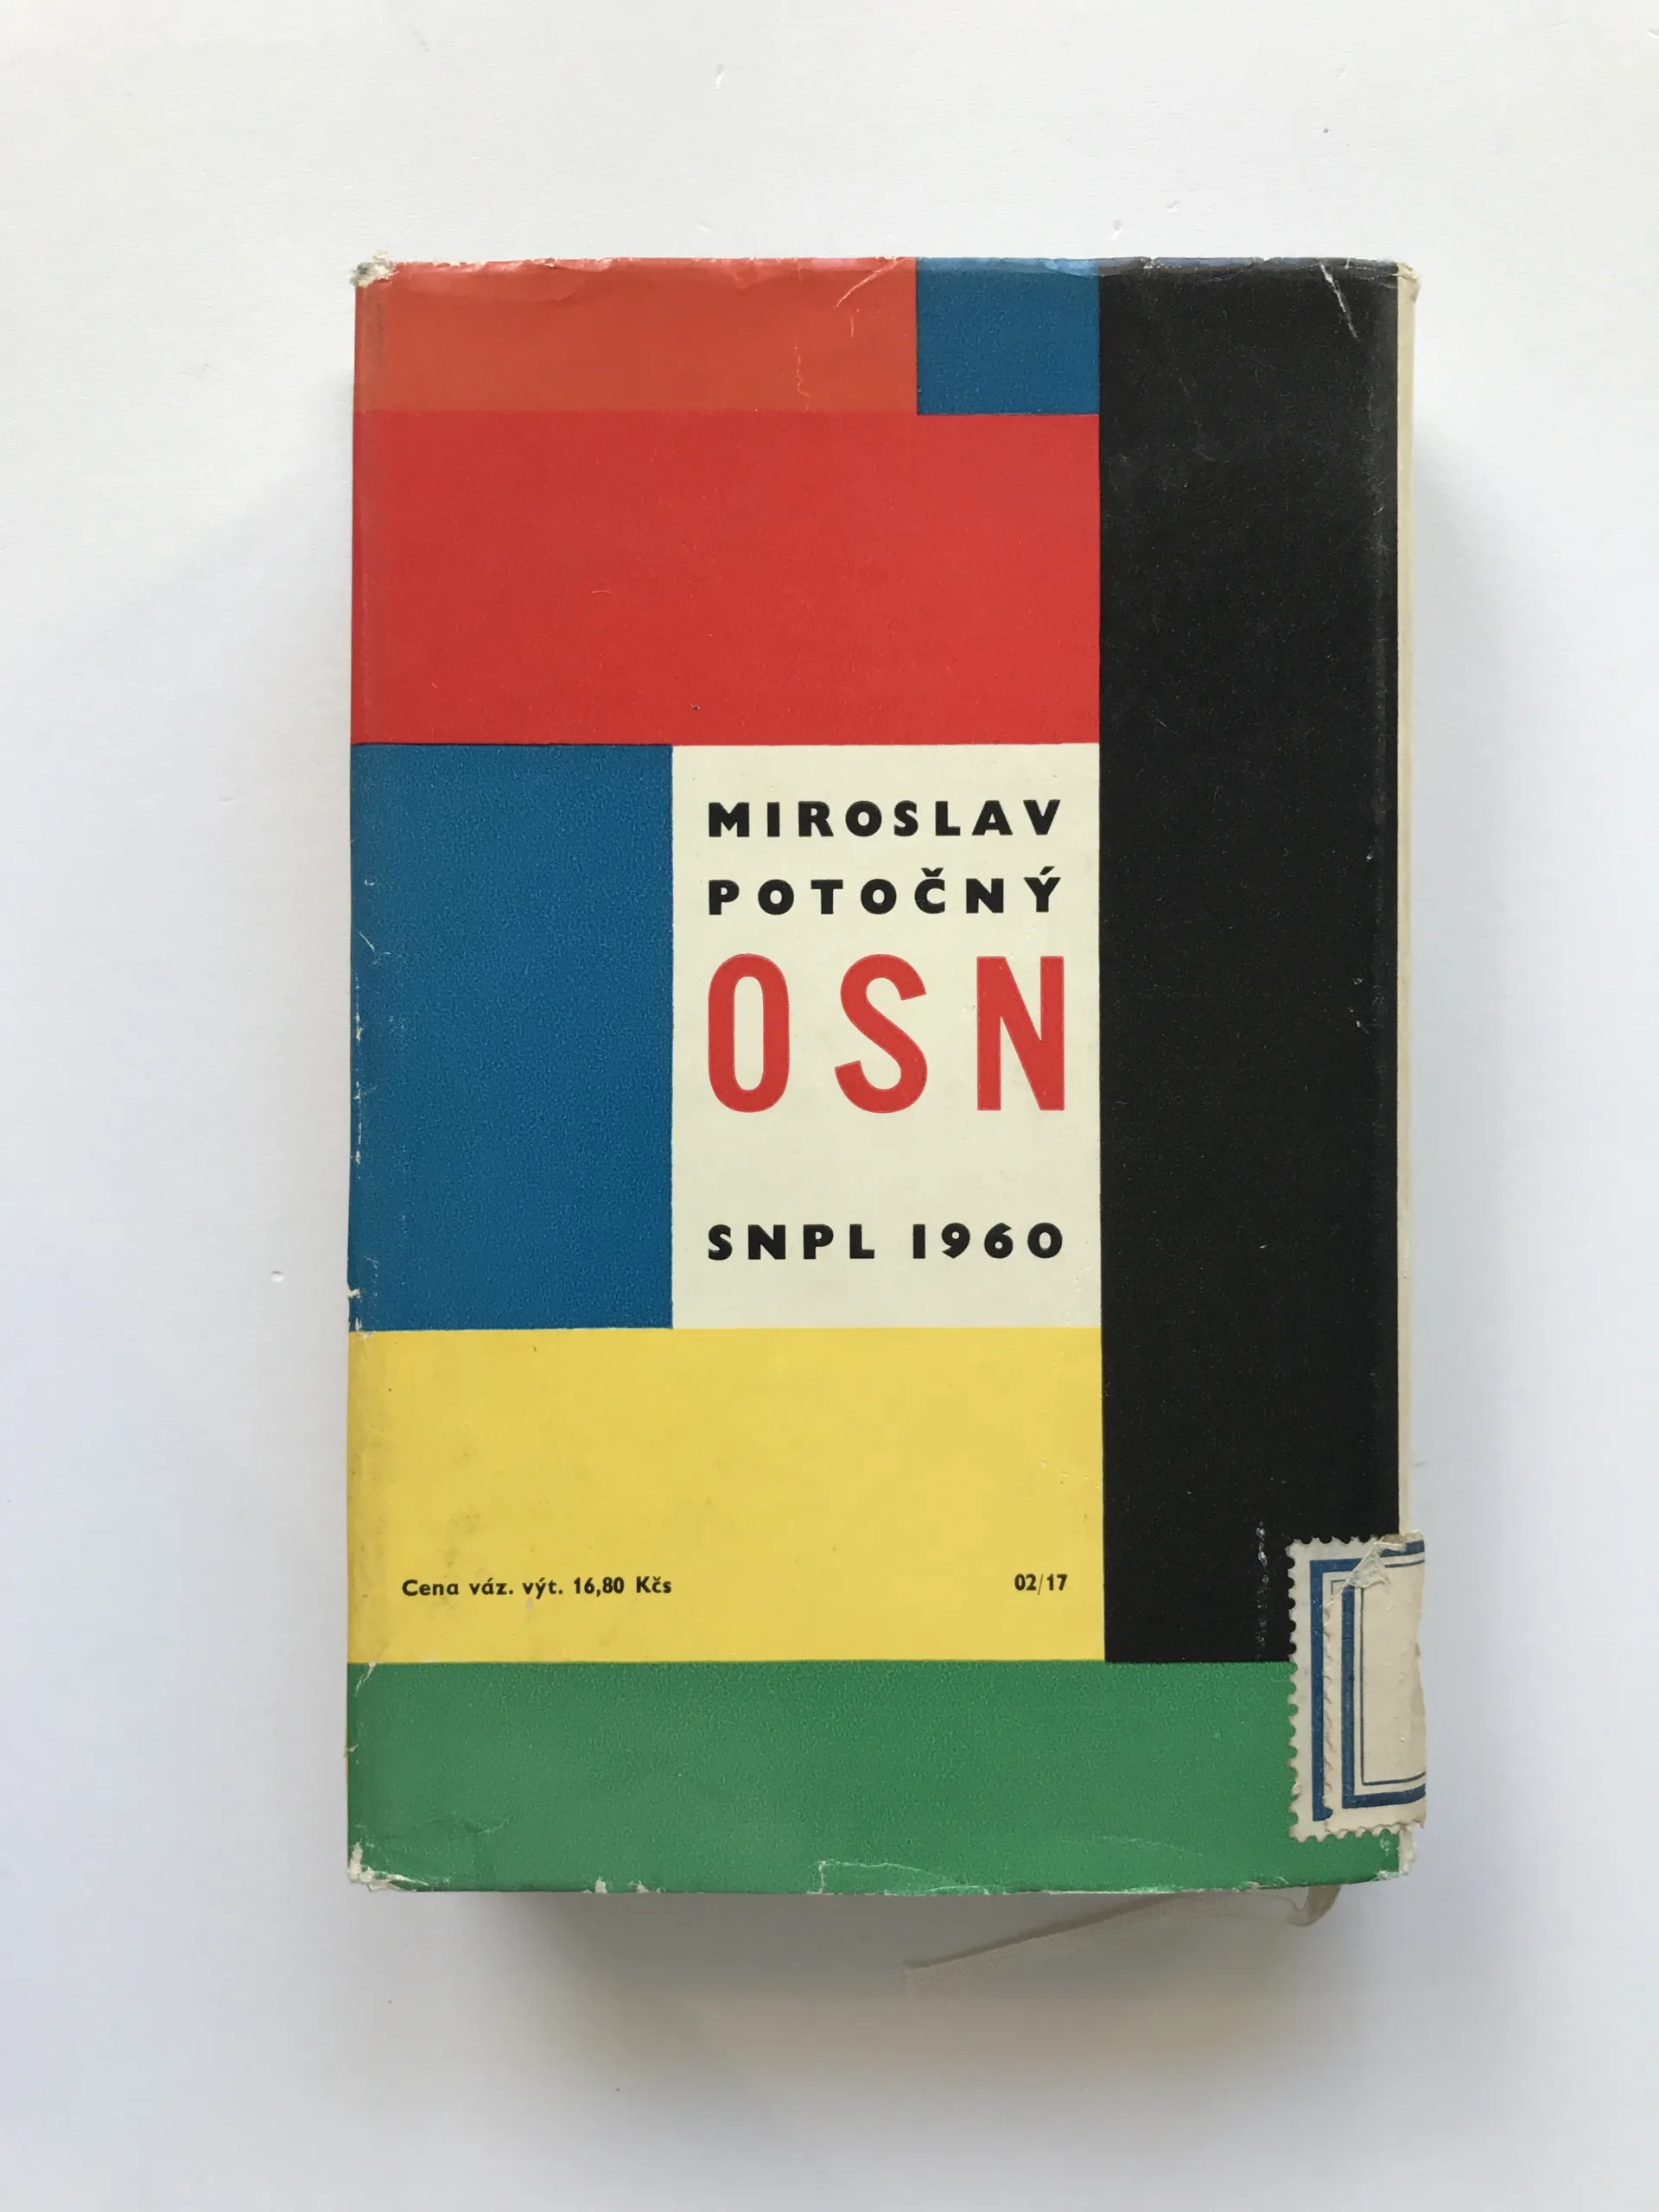 MIROSLAV
POTOČNÝ
OSN
SNPL 1960
Cena váz. výt. 16,80 Kčs
02/17